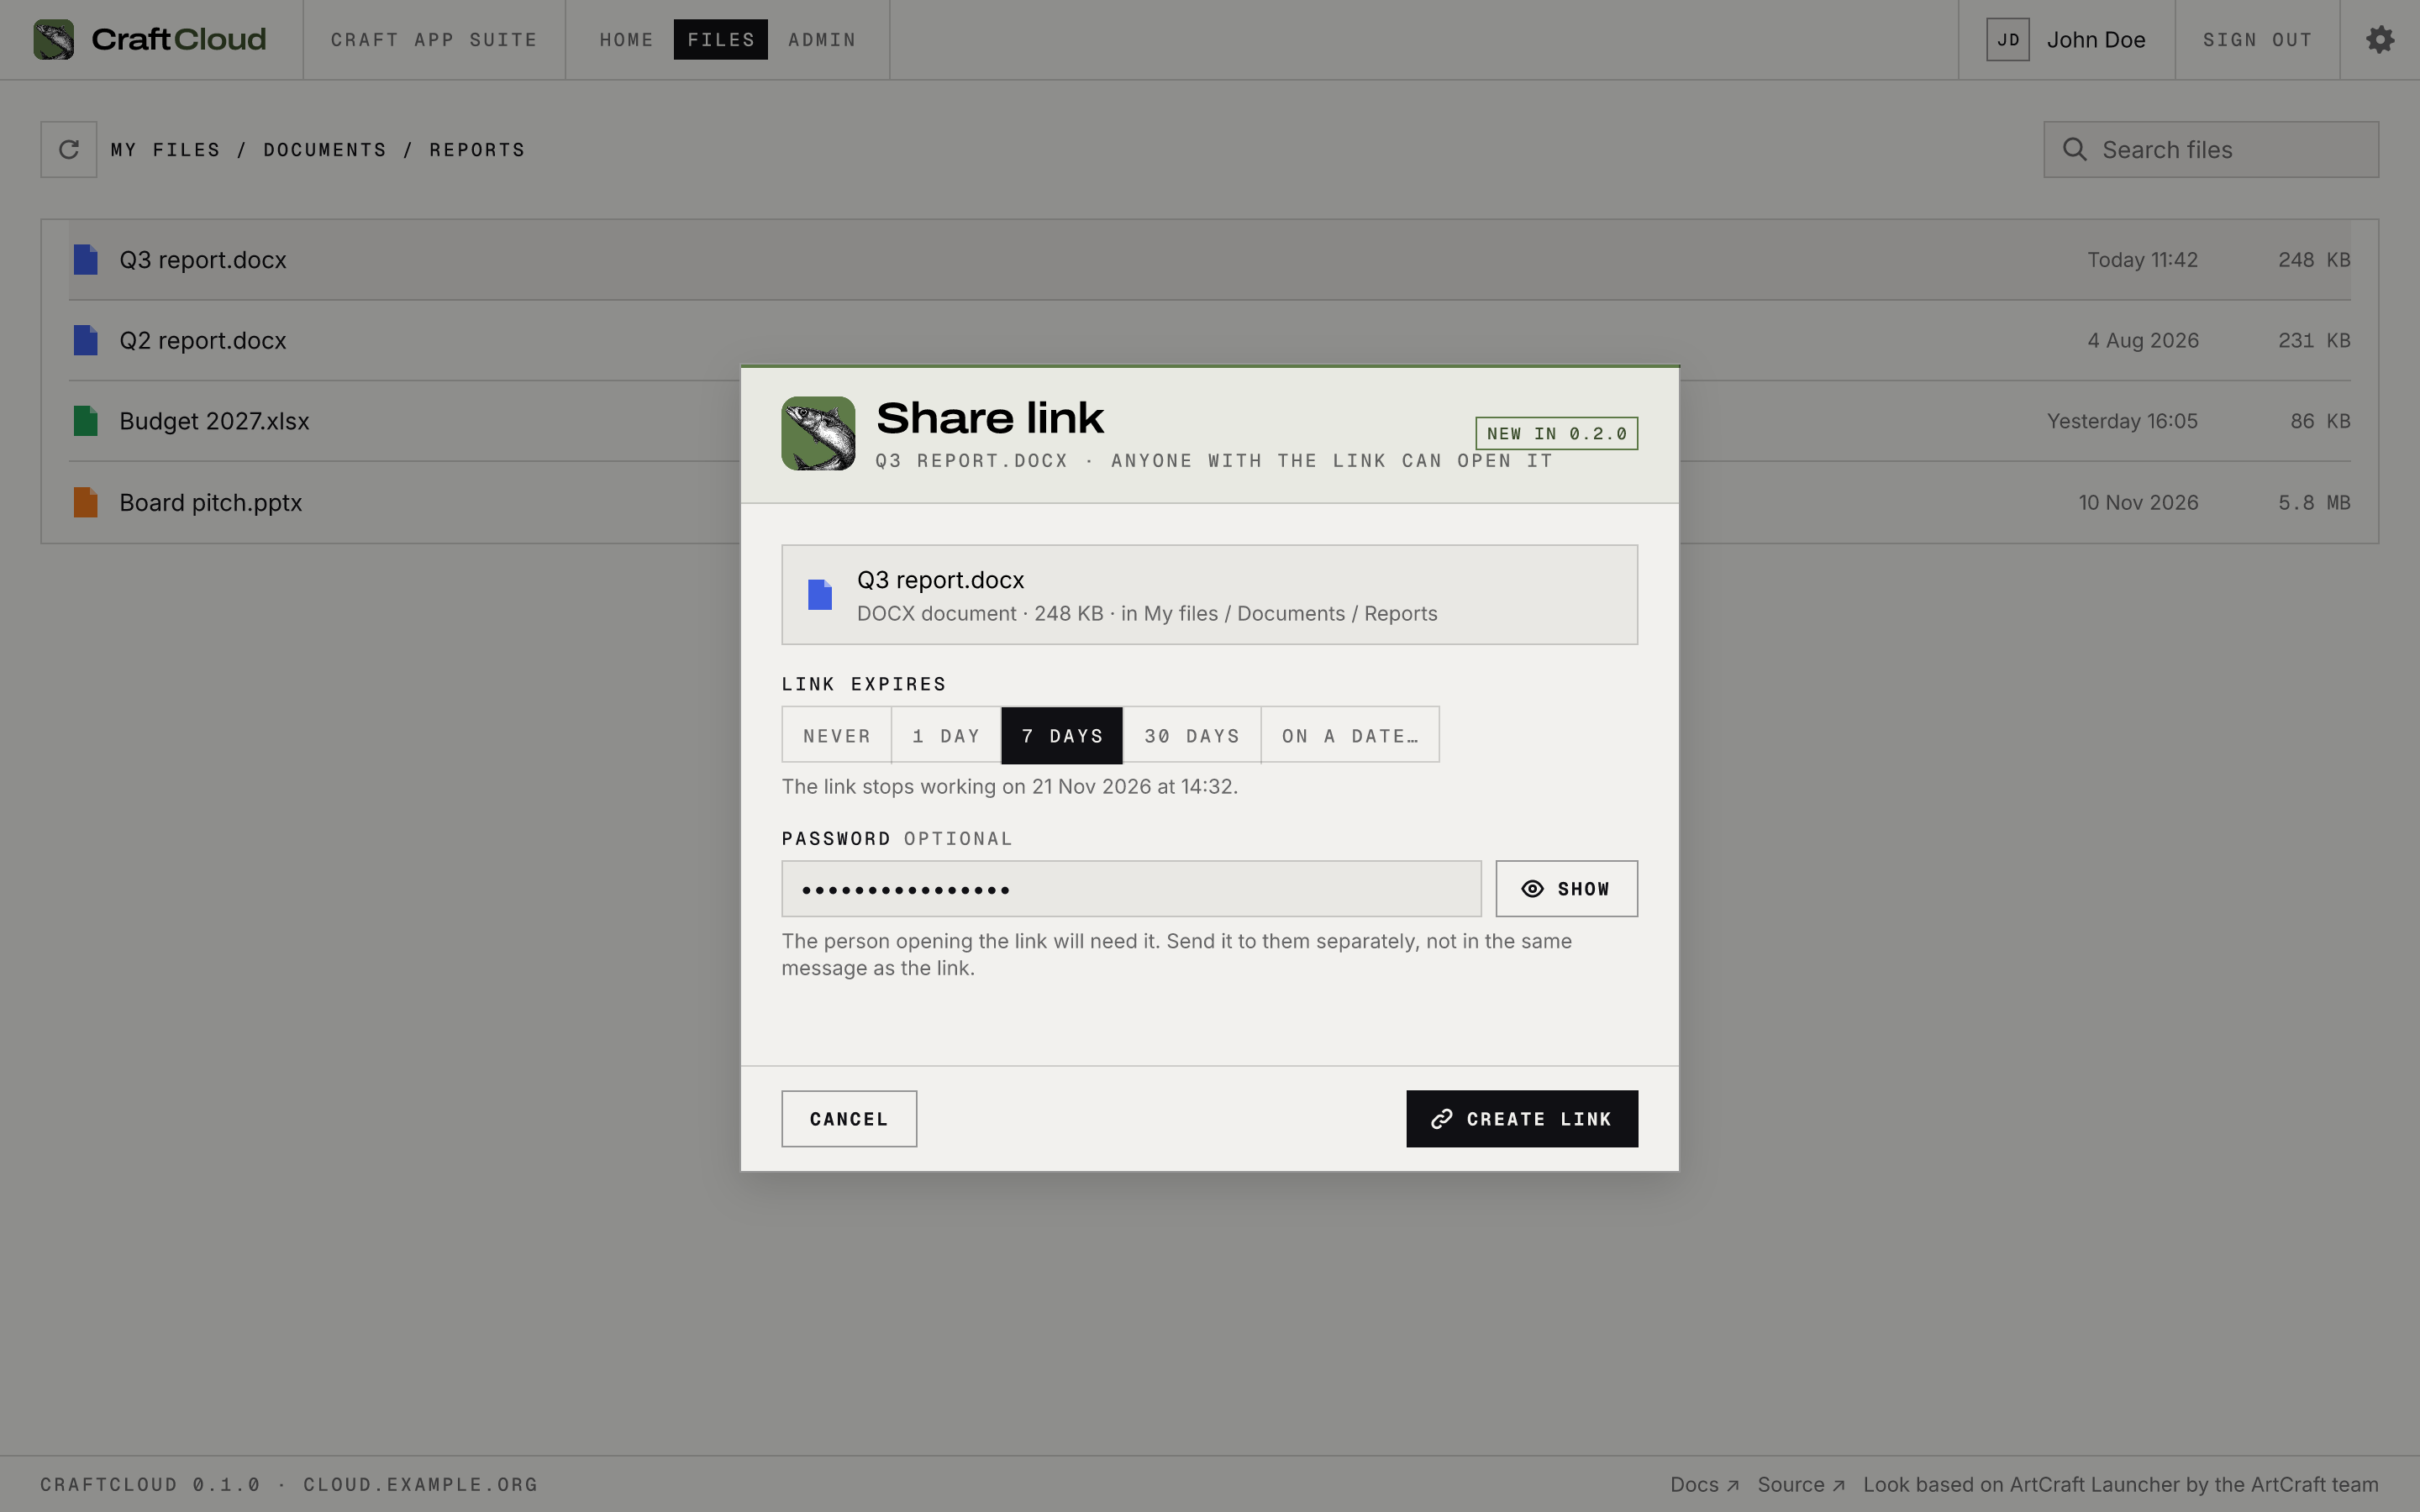 CraftCloud
CRAFT APP SUITE
HOME FILES ADMIN
JD John Doe
SIGN OUT
MY FILES / DOCUMENTS / REPORTS
Search files
Q3 report.docx Today 11:42 248 KB
Q2 report.docx 4 Aug 2026 231 KB
Budget 2027.xlsx Yesterday 16:05 86 KB
Board pitch.pptx 10 Nov 2026 5.8 MB
Share link
NEW IN 0.2.0
Q3 REPORT.DOCX · ANYONE WITH THE LINK CAN OPEN IT
Q3 report.docx
DOCX document · 248 KB · in My files / Documents / Reports
LINK EXPIRES
NEVER 1 DAY 7 DAYS 30 DAYS ON A DATE…
The link stops working on 21 Nov 2026 at 14:32.
PASSWORD OPTIONAL
••••••••••••••••
SHOW
The person opening the link will need it. Send it to them separately, not in the same
message as the link.
CANCEL
CREATE LINK
CRAFTCLOUD 0.1.0 · CLOUD.EXAMPLE.ORG
Docs ↗ Source ↗ Look based on ArtCraft Launcher by the ArtCraft team